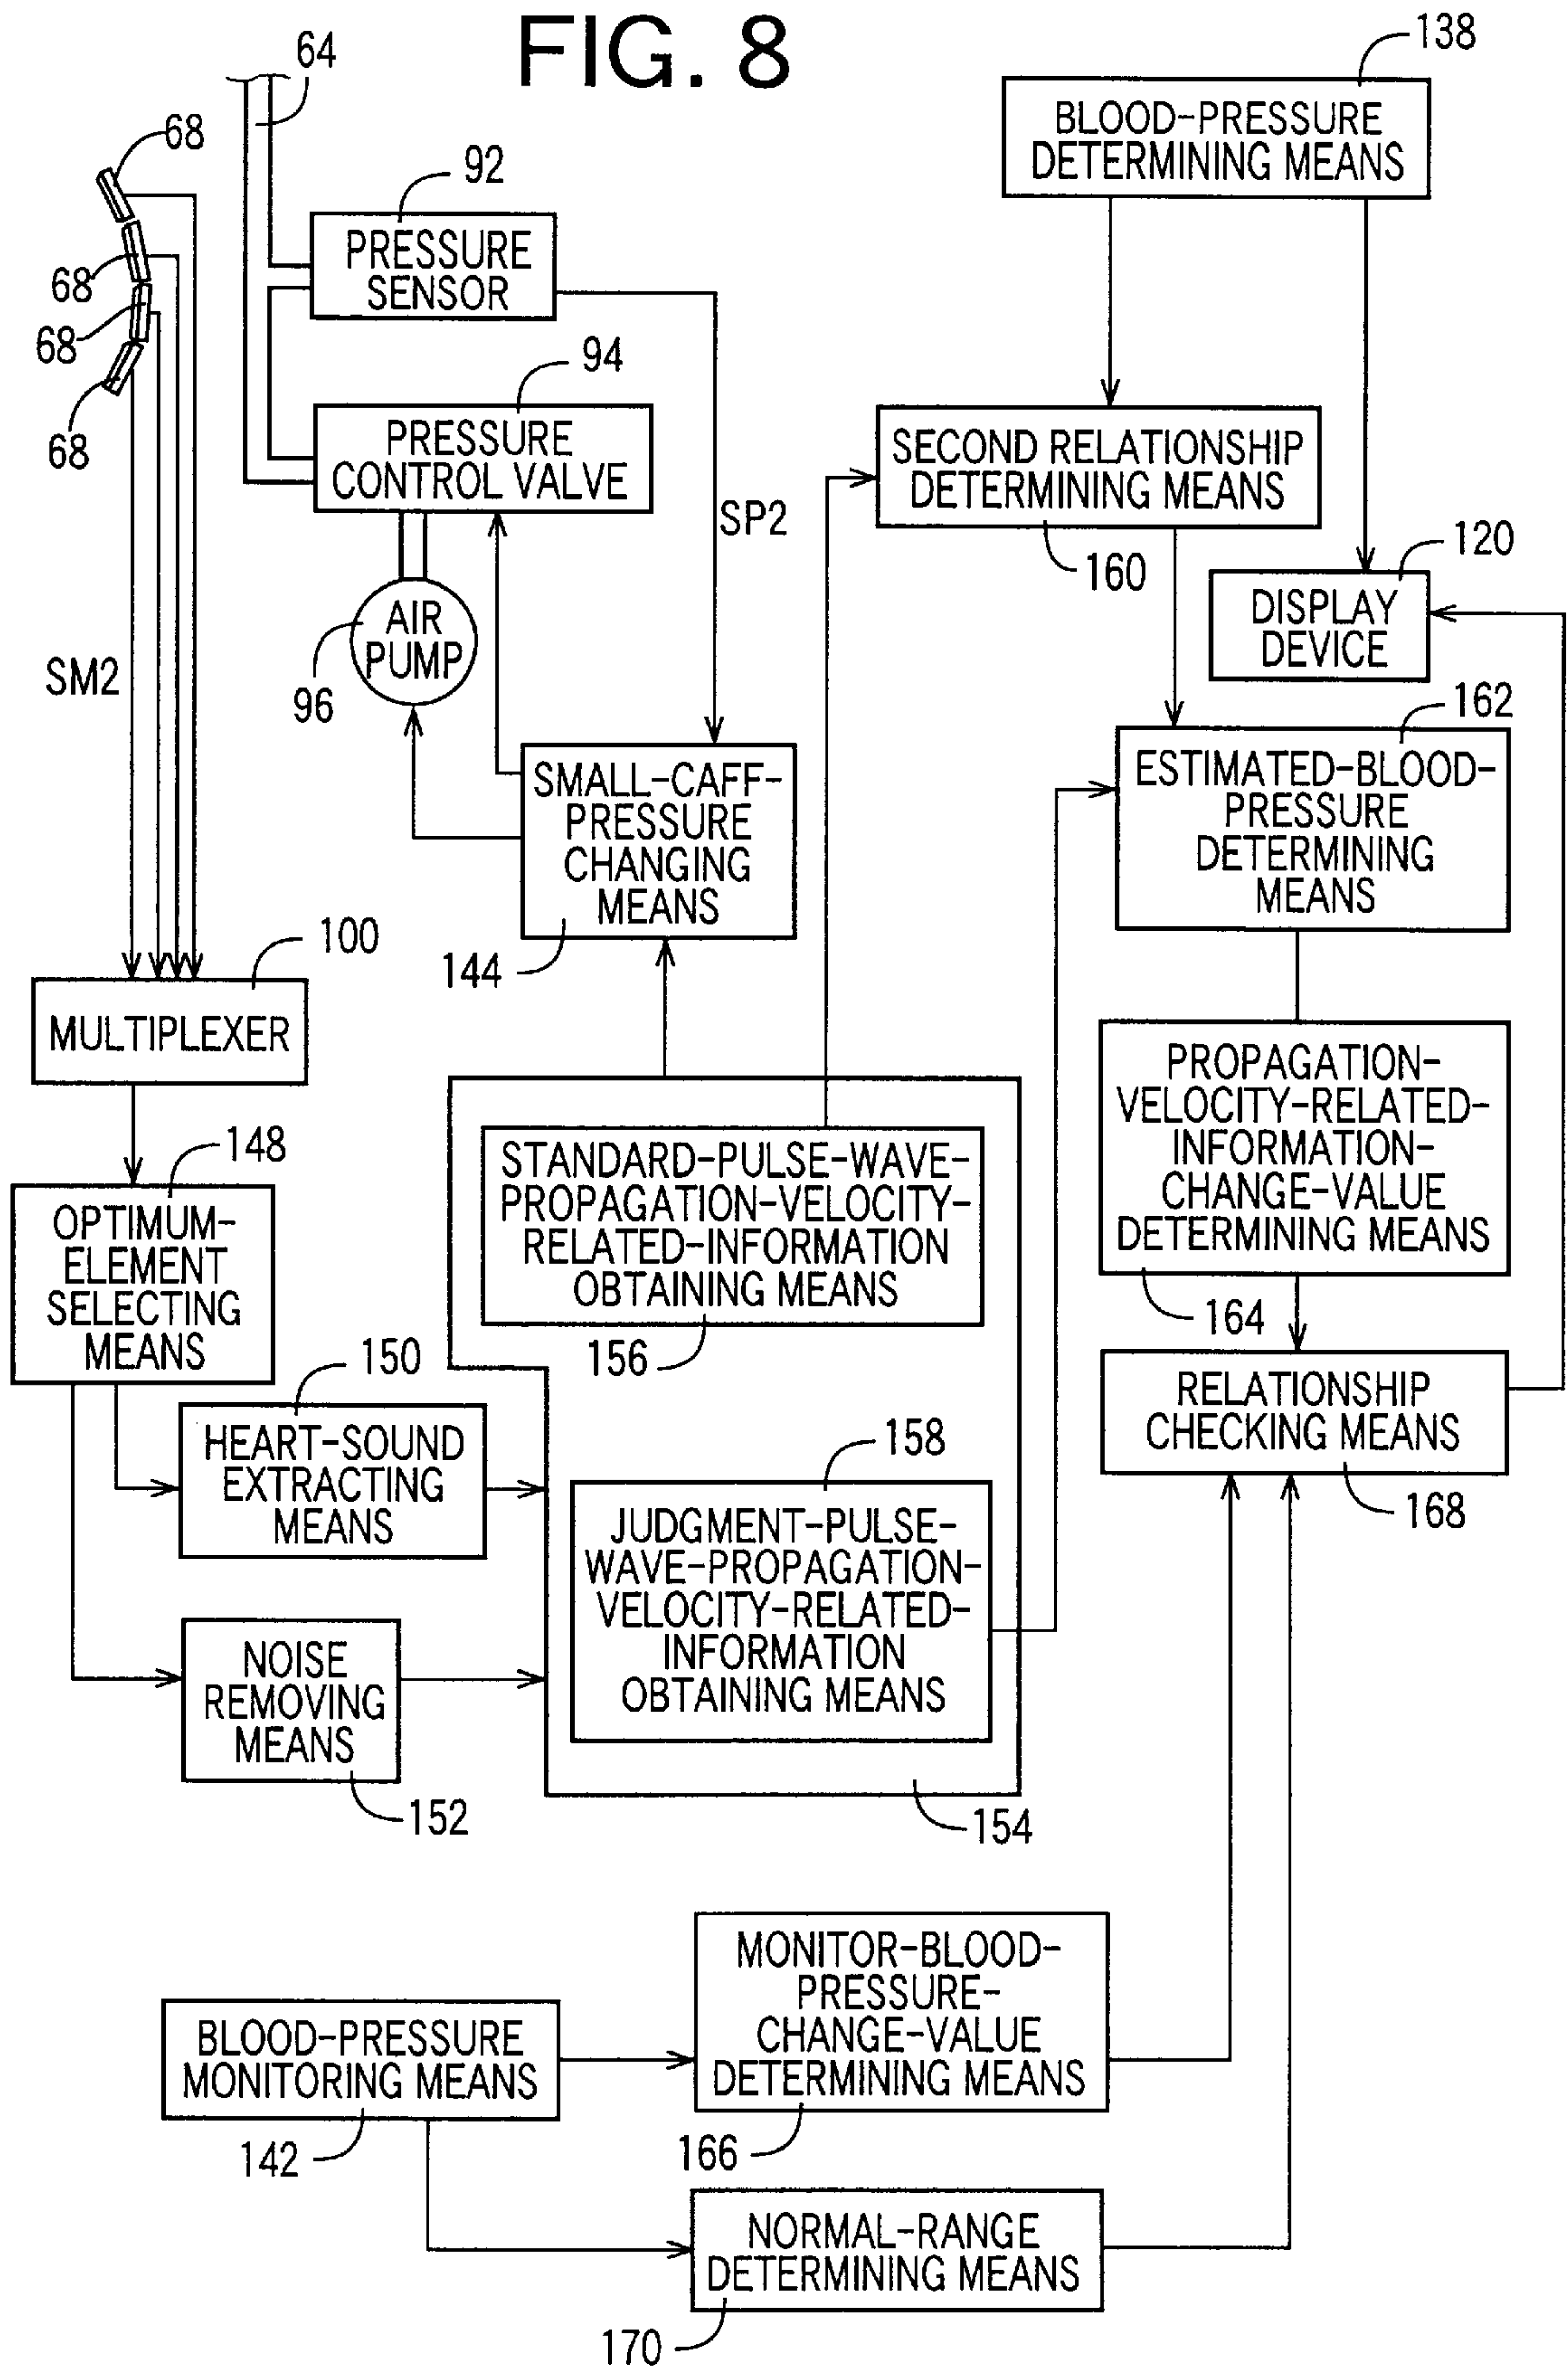 FIG. 8
64
68
68
68
68
92
PRESSURE
SENSOR
94
PRESSURE
CONTROL VALVE
SP2
AIR
PUMP
96
SM2
SMALL-CAFF-
PRESSURE
CHANGING
MEANS
144
138
BLOOD-PRESSURE
DETERMINING MEANS
SECOND RELATIONSHIP
DETERMINING MEANS
160
120
DISPLAY
DEVICE
162
ESTIMATED-BLOOD-
PRESSURE
DETERMINING
MEANS
100
MULTIPLEXER
PROPAGATION-
VELOCITY-RELATED-
INFORMATION-
CHANGE-VALUE
DETERMINING MEANS
164
148
OPTIMUM-
ELEMENT
SELECTING
MEANS
STANDARD-PULSE-WAVE-
PROPAGATION-VELOCITY-
RELATED-INFORMATION
OBTAINING MEANS
156
150
HEART-SOUND
EXTRACTING
MEANS
RELATIONSHIP
CHECKING MEANS
168
158
JUDGMENT-PULSE-
WAVE-PROPAGATION-
VELOCITY-RELATED-
INFORMATION
OBTAINING MEANS
NOISE
REMOVING
MEANS
152
154
MONITOR-BLOOD-
PRESSURE-
CHANGE-VALUE
DETERMINING MEANS
166
BLOOD-PRESSURE
MONITORING MEANS
142
NORMAL-RANGE
DETERMINING MEANS
170